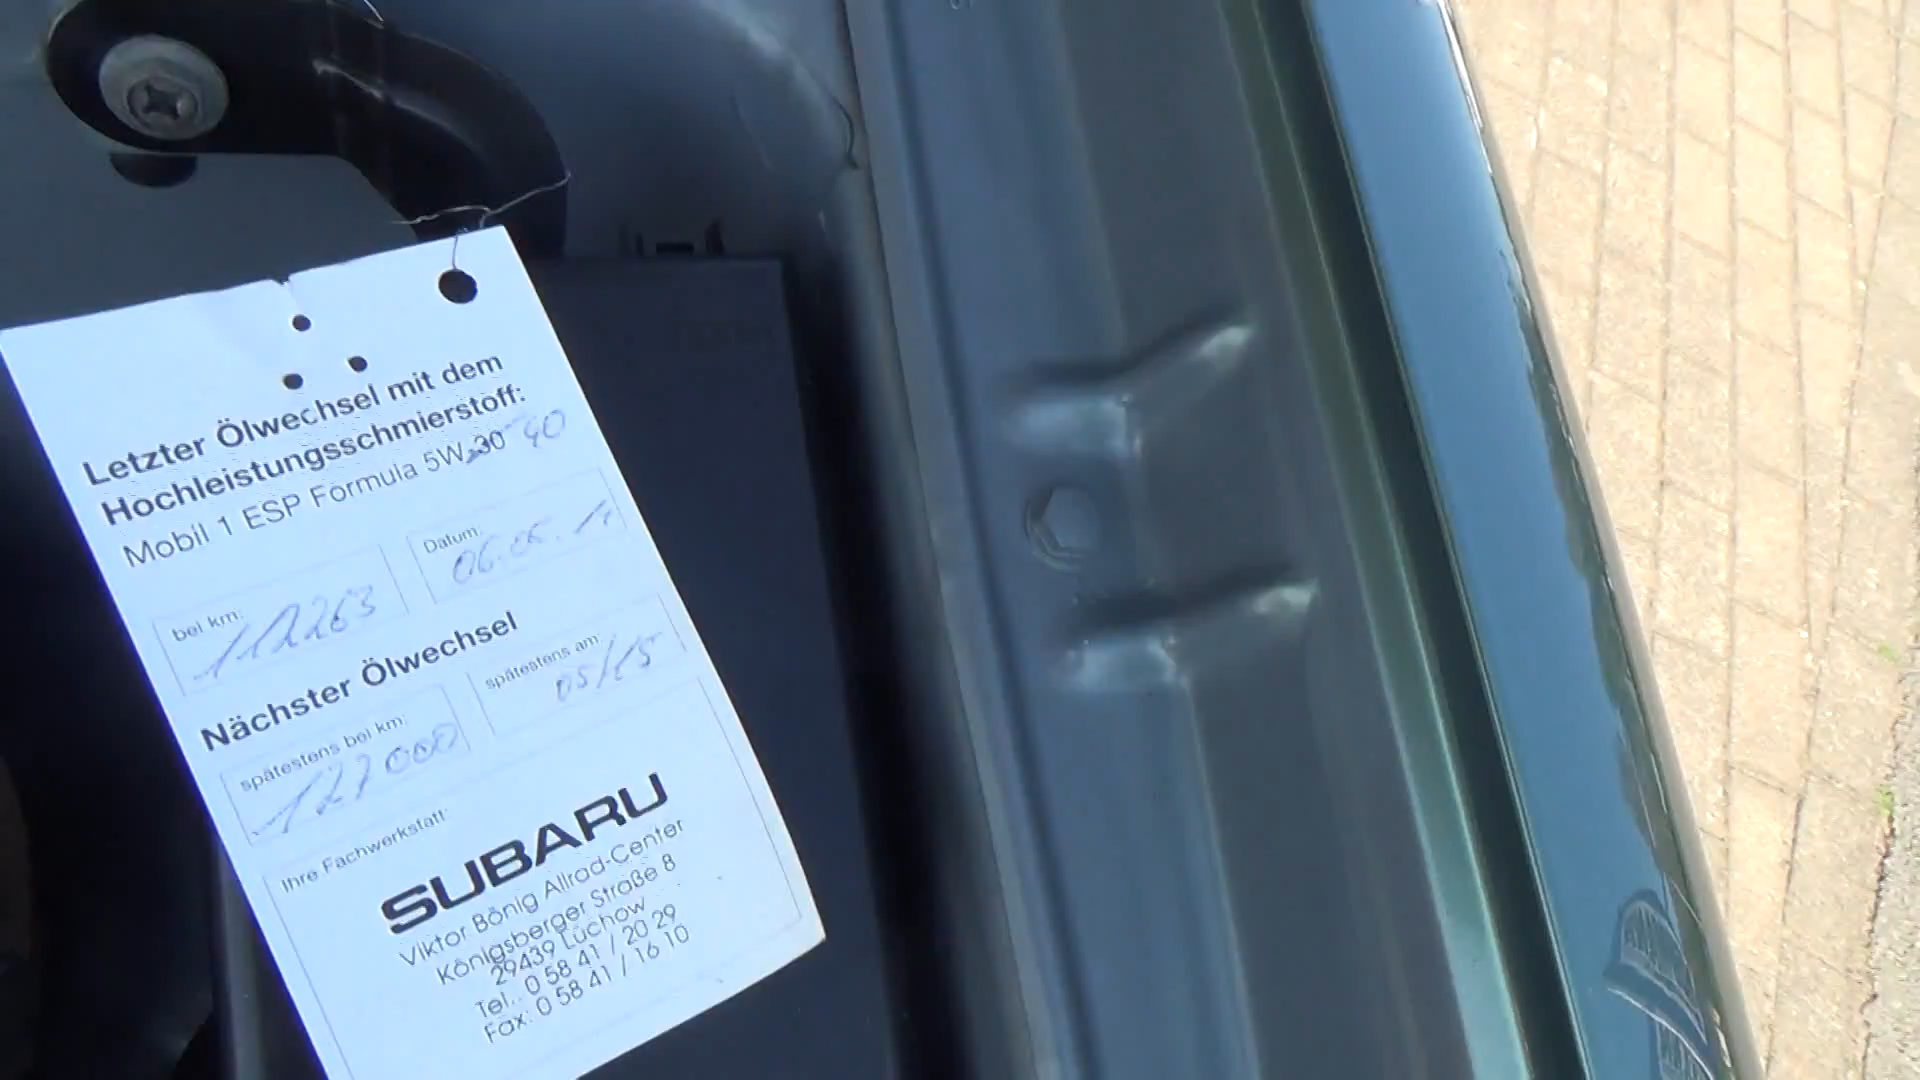 Letzter Ölwechsel mit dem
Hochleistungsschmierstoff:
Mobil 1 ESP Formula 5W-30 40
bei km: Datum:
112263 06.05.14
Nächster Ölwechsel
spätestens bei km: spätestens am:
127000 05/15
Ihre Fachwerkstatt:
SUBARU
Viktor Bönig Allrad-Center
Königsberger Straße 8
29439 Lüchow
Tel.: 0 58 41 / 20 29
Fax: 0 58 41 / 16 10